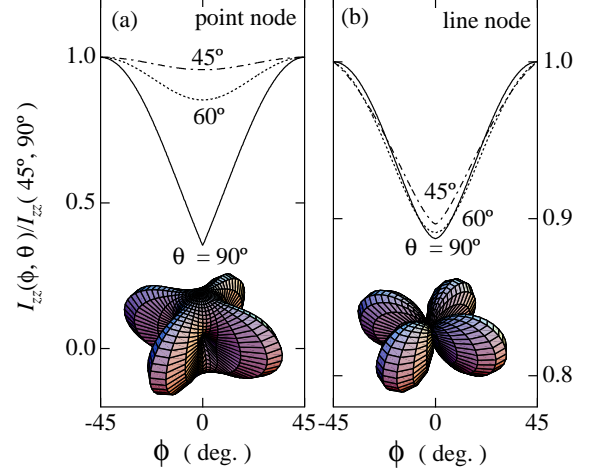 (a) point node
1.0
45º
60º
0.5
θ = 90º
0.0
-45 0 45
ϕ ( deg. )
I_zz(ϕ, θ)/I_zz( 45º, 90º)
(b) line node
1.0
45º
60º
0.9
θ = 90º
0.8
-45 0 45
ϕ ( deg. )